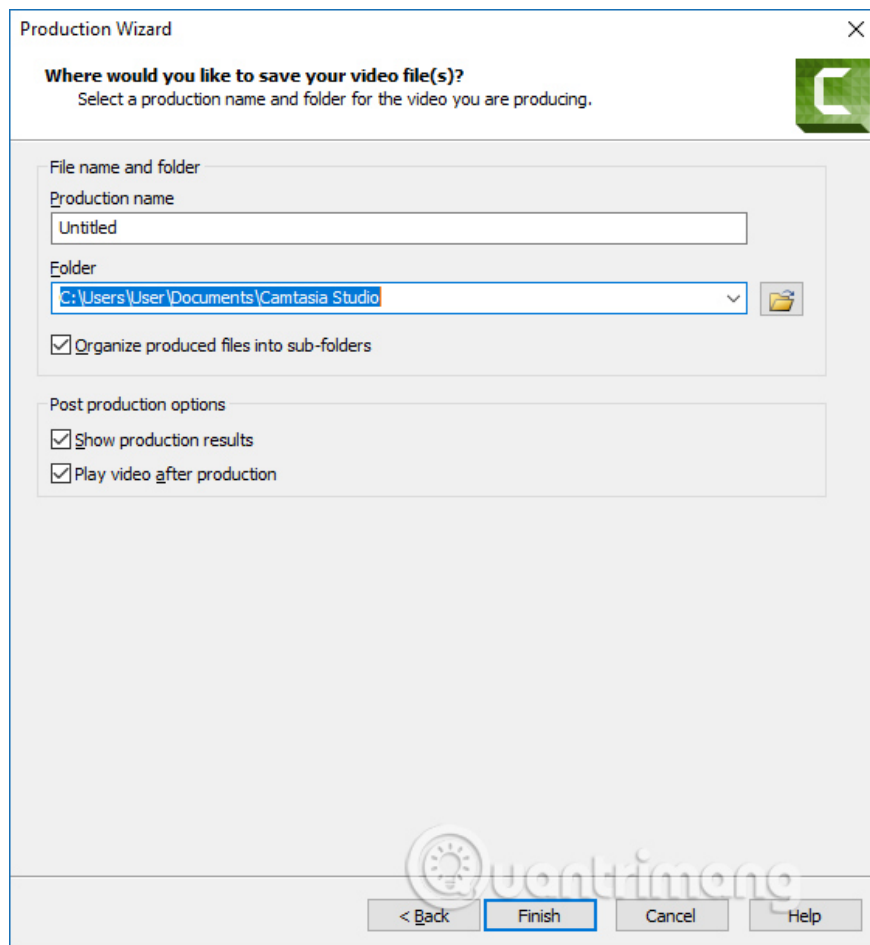 Production Wizard
Where would you like to save your video file(s)?
Select a production name and folder for the video you are producing.
File name and folder
Production name
Untitled
Folder
C:\Users\User\Documents\Camtasia Studio
Organize produced files into sub-folders
Post production options
Show production results
Play video after production
Quantrimang
< Back
Finish
Cancel
Help